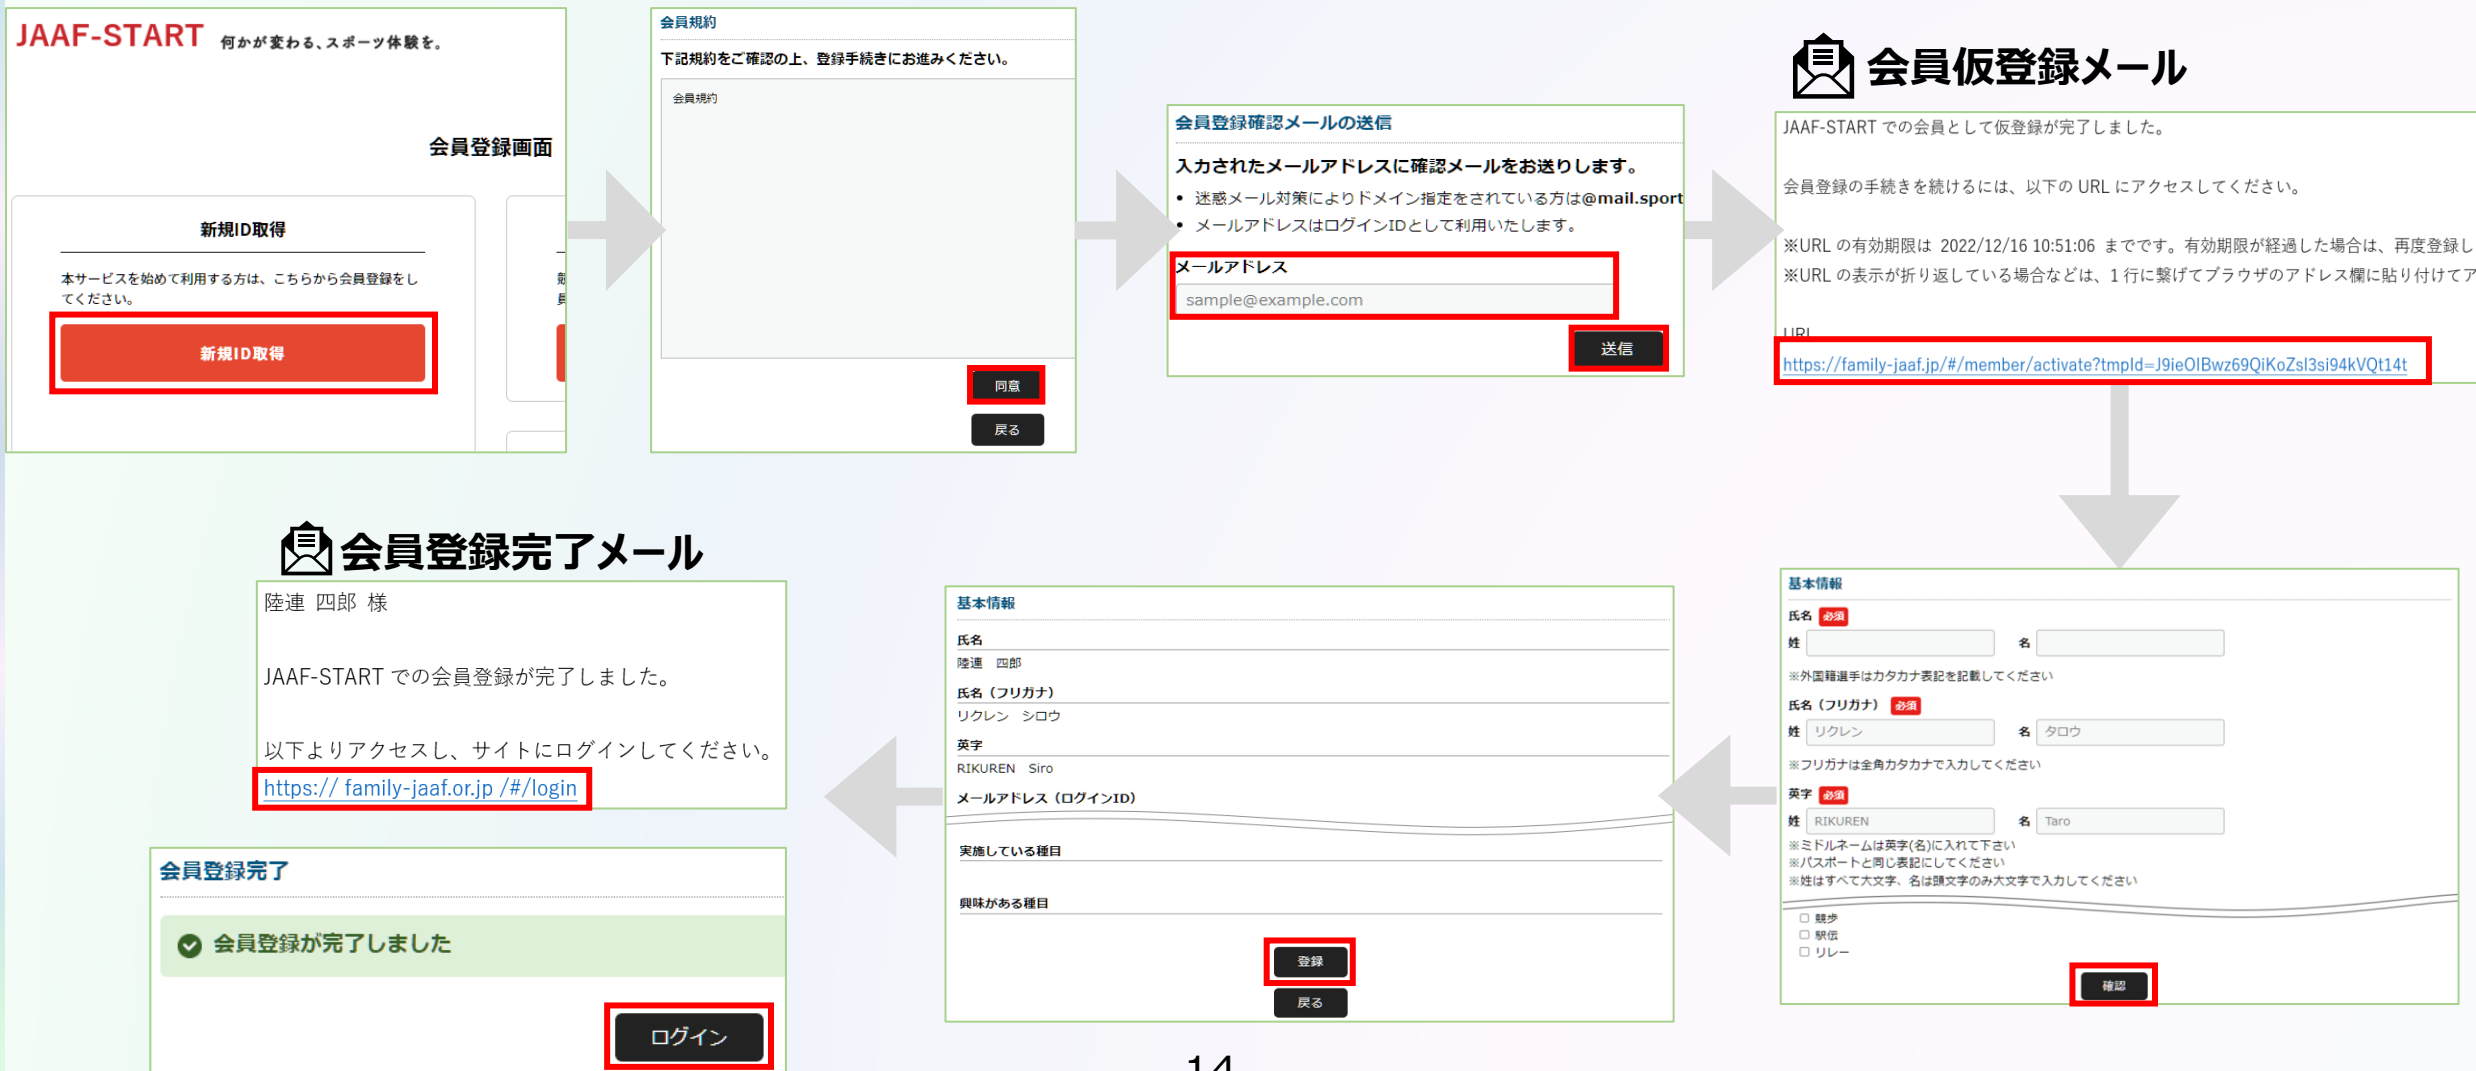 JAAF-START 何かが変わる、スポーツ体験を。
会員登録画面
新規ID取得
本サービスを始めて利用する方は、こちらから会員登録をし
てください。
新規ID取得
会員規約
下記規約をご確認の上、登録手続きにお進みください。
会員規約
同意
戻る
会員登録確認メールの送信
入力されたメールアドレスに確認メールをお送りします。
• 迷惑メール対策によりドメイン指定をされている方は@mail.sport
• メールアドレスはログインIDとして利用いたします。
メールアドレス
sample@example.com
送信
会員仮登録メール
JAAF-START での会員として仮登録が完了しました。
会員登録の手続きを続けるには、以下の URL にアクセスしてください。
※URL の有効期限は 2022/12/16 10:51:06 までです。有効期限が経過した場合は、再度登録し
※URL の表示が折り返している場合などは、1 行に繋げてブラウザのアドレス欄に貼り付けてア
URL
https://family-jaaf.jp/#/member/activate?tmpId=J9ieOIBwz69QiKoZsI3si94kVQt14t
基本情報
氏名 必須
姓 名
※外国籍選手はカタカナ表記を記載してください
氏名（フリガナ） 必須
姓 リクレン 名 タロウ
※フリガナは全角カタカナで入力してください
英字 必須
姓 RIKUREN 名 Taro
※ミドルネームは英字(名)に入れて下さい
※パスポートと同じ表記にしてください
※姓はすべて大文字、名は頭文字のみ大文字で入力してください
競歩
駅伝
リレー
確認
基本情報
氏名
陸連 四郎
氏名（フリガナ）
リクレン シロウ
英字
RIKUREN Siro
メールアドレス（ログインID）
実施している種目
興味がある種目
登録
戻る
会員登録完了メール
陸連 四郎 様
JAAF-START での会員登録が完了しました。
以下よりアクセスし、サイトにログインしてください。
https:// family-jaaf.or.jp /#/login
会員登録完了
会員登録が完了しました
ログイン
14